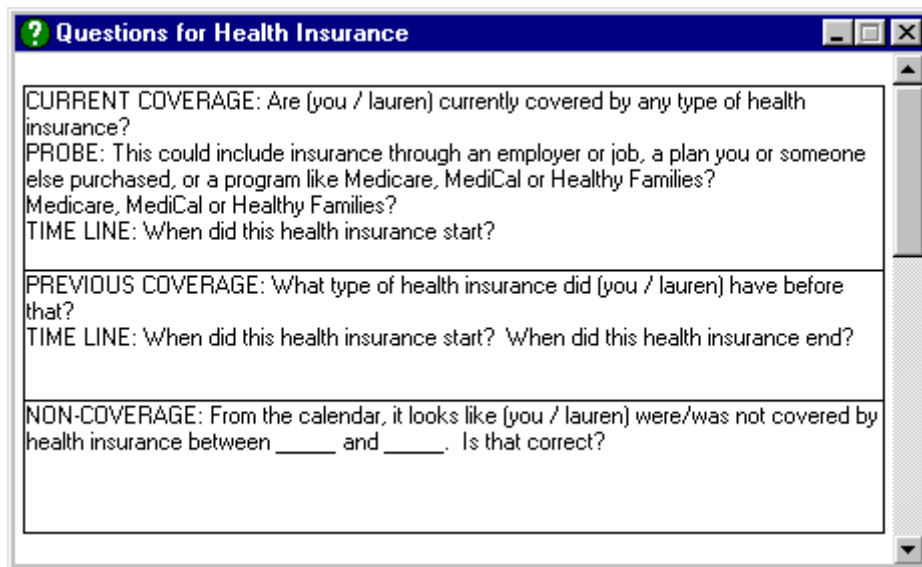 Questions for Health Insurance
CURRENT COVERAGE: Are (you / lauren) currently covered by any type of health
insurance?
PROBE: This could include insurance through an employer or job, a plan you or someone
else purchased, or a program like Medicare, MediCal or Healthy Families?
Medicare, MediCal or Healthy Families?
TIME LINE: When did this health insurance start?
PREVIOUS COVERAGE: What type of health insurance did (you / lauren) have before
that?
TIME LINE: When did this health insurance start?  When did this health insurance end?
NON-COVERAGE: From the calendar, it looks like (you / lauren) were/was not covered by
health insurance between _____ and _____.  Is that correct?